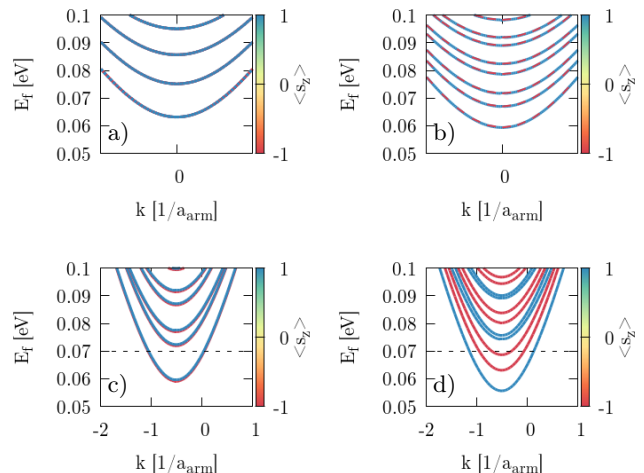 0.1
0.09
0.08
0.07
0.06
0.05
E_f [eV]
a)
0
k [1/a_arm]
1
0
-1
<s_z>
0.1
0.09
0.08
0.07
0.06
0.05
E_f [eV]
b)
0
k [1/a_arm]
1
0
-1
<s_z>
0.1
0.09
0.08
0.07
0.06
0.05
E_f [eV]
c)
-2 -1 0 1
k [1/a_arm]
1
0
-1
<s_z>
0.1
0.09
0.08
0.07
0.06
0.05
E_f [eV]
d)
-2 -1 0 1
k [1/a_arm]
1
0
-1
<s_z>